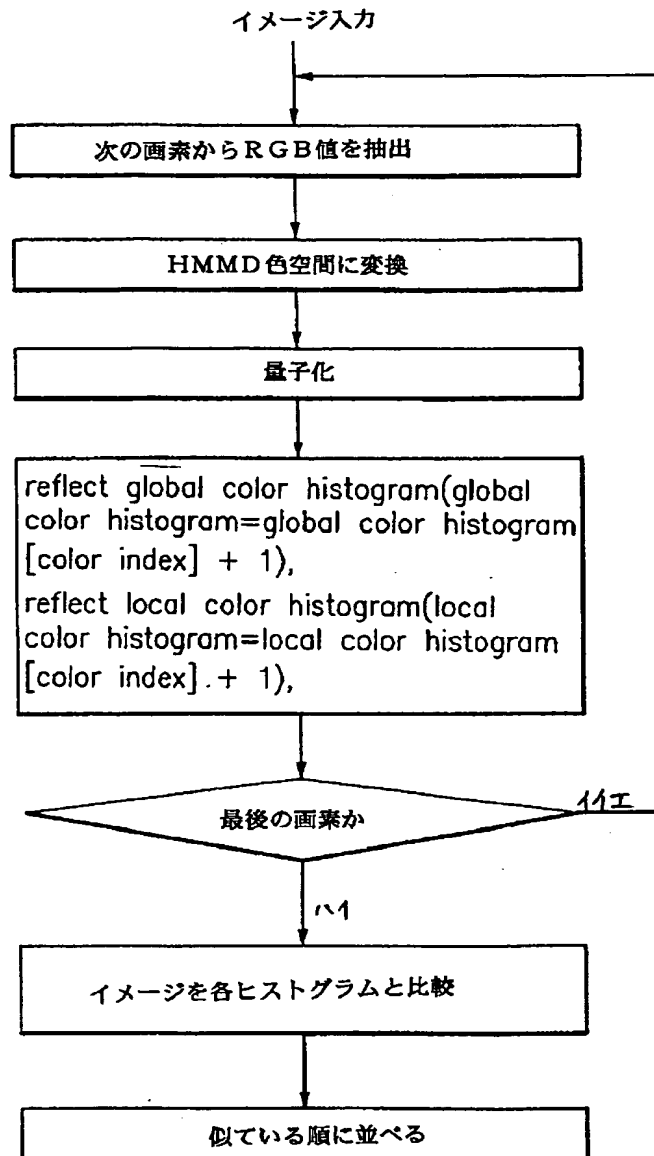 イメージ入力
次の画素からRGB値を抽出
HMMD色空間に変換
量子化
reflect global color histogram(global
color histogram=global color histogram
[color index] + 1),
reflect local color histogram(local
color histogram=local color histogram
[color index] + 1),
最後の画素か
イイエ
ハイ
イメージを各ヒストグラムと比較
似ている順に並べる